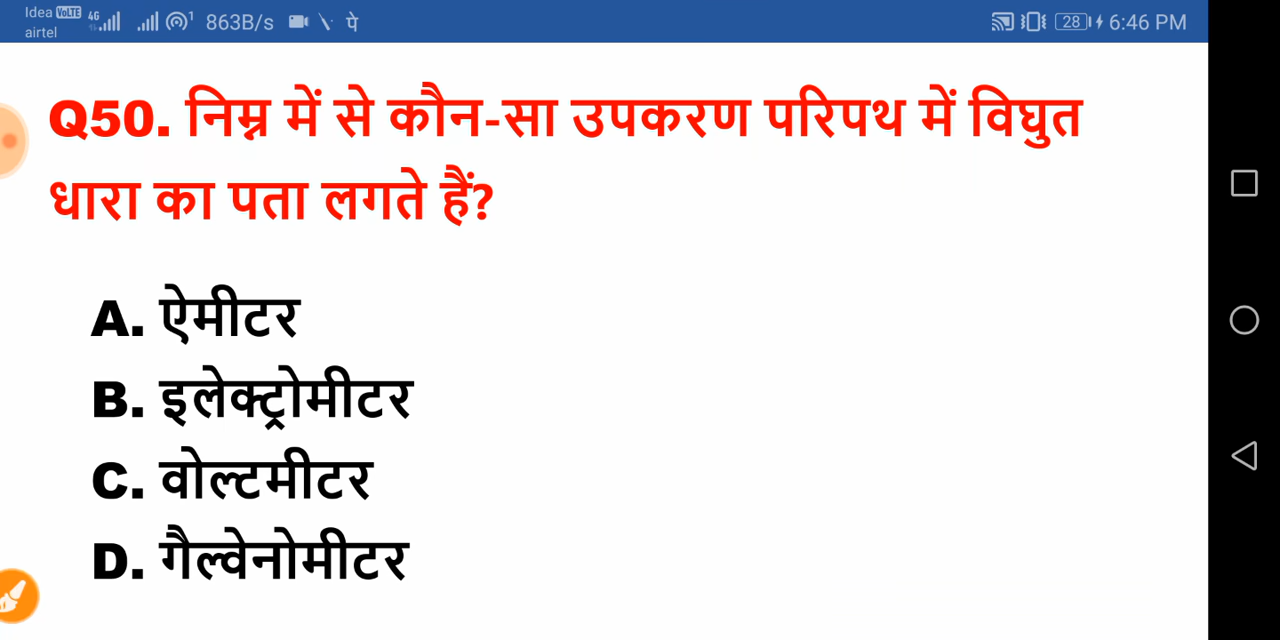 Idea VoLTE 4G 1 863B/s पे 28 6:46 PM
airtel
Q50. निम्न में से कौन-सा उपकरण परिपथ में विघुत
धारा का पता लगते हैं?
A. ऐमीटर
B. इलेक्ट्रोमीटर
C. वोल्टमीटर
D. गैल्वेनोमीटर